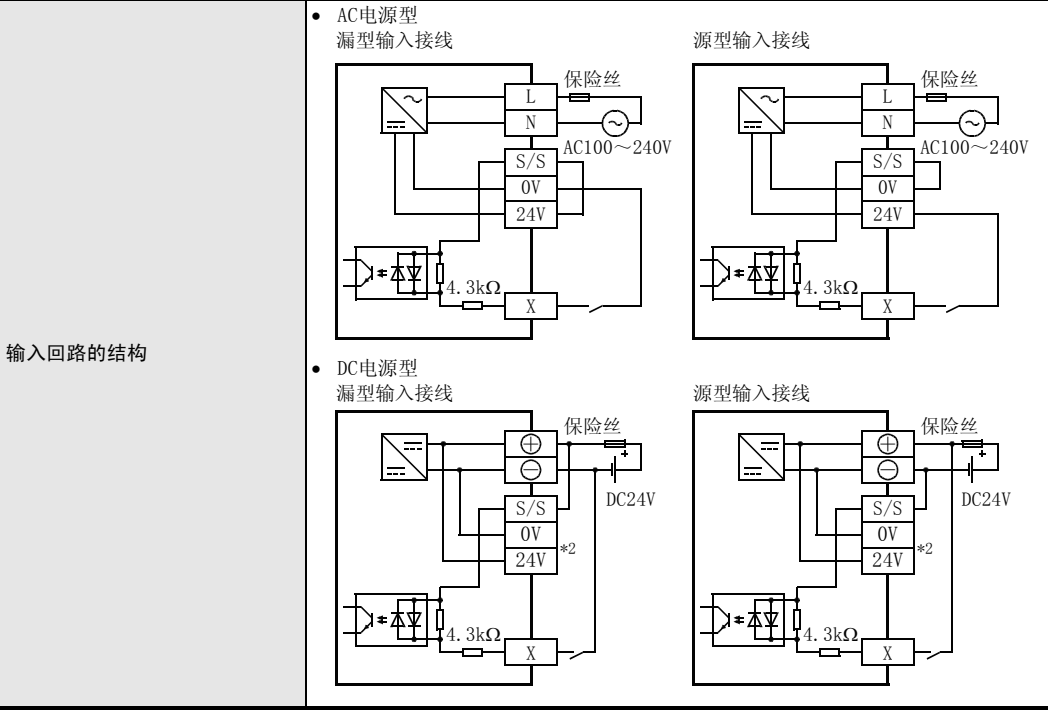 输入回路的结构
• AC电源型
漏型输入接线
保险丝
L
N
AC100～240V
S/S
0V
24V
4.3kΩ
X
源型输入接线
保险丝
L
N
AC100～240V
S/S
0V
24V
4.3kΩ
X
• DC电源型
漏型输入接线
保险丝
⊕
⊖
+
DC24V
S/S
0V
24V
*2
4.3kΩ
X
源型输入接线
保险丝
⊕
⊖
+
DC24V
S/S
0V
24V
*2
4.3kΩ
X